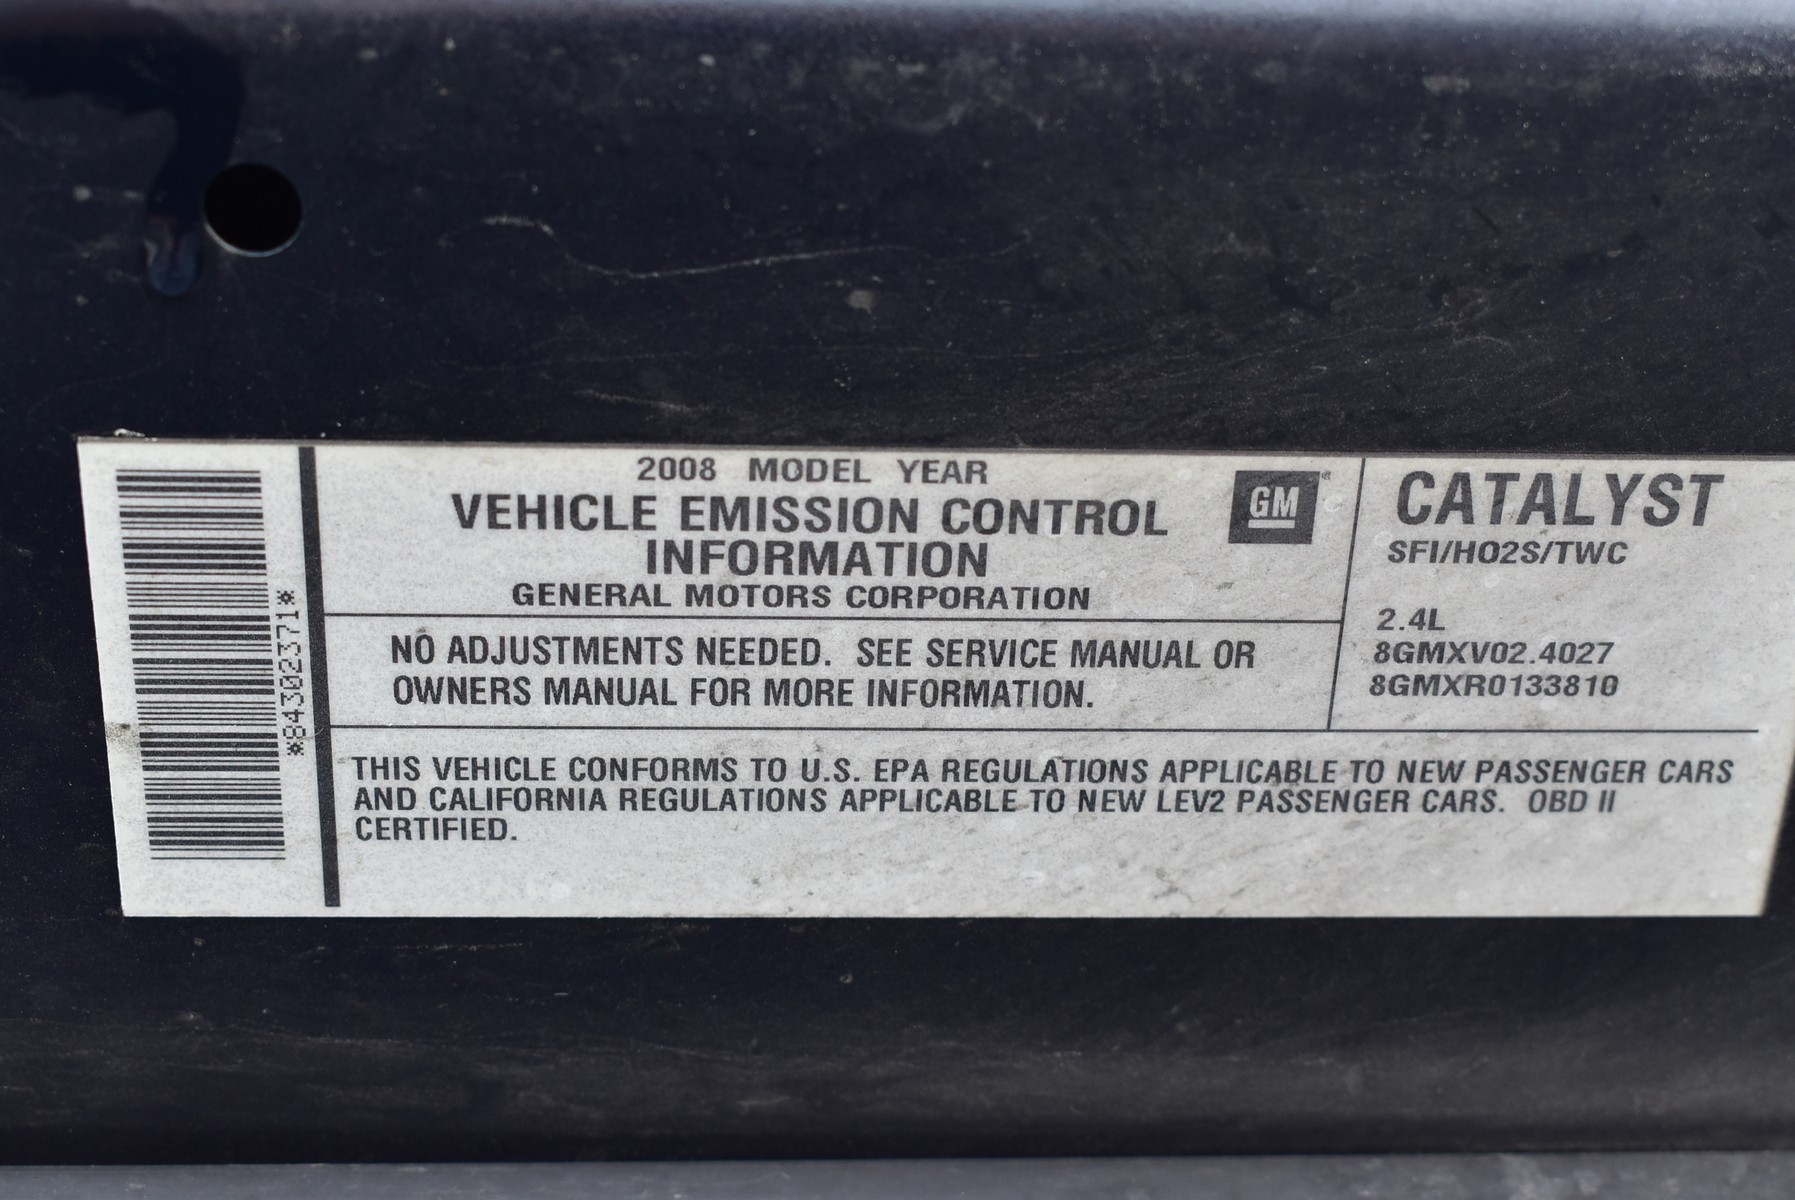 *84302371*
2008 MODEL YEAR
VEHICLE EMISSION CONTROL
INFORMATION
GENERAL MOTORS CORPORATION
GM
NO ADJUSTMENTS NEEDED. SEE SERVICE MANUAL OR
OWNERS MANUAL FOR MORE INFORMATION.
CATALYST
SFI/HO2S/TWC
2.4L
8GMXV02.4027
8GMXR0133810
THIS VEHICLE CONFORMS TO U.S. EPA REGULATIONS APPLICABLE TO NEW PASSENGER CARS
AND CALIFORNIA REGULATIONS APPLICABLE TO NEW LEV2 PASSENGER CARS. OBD II
CERTIFIED.